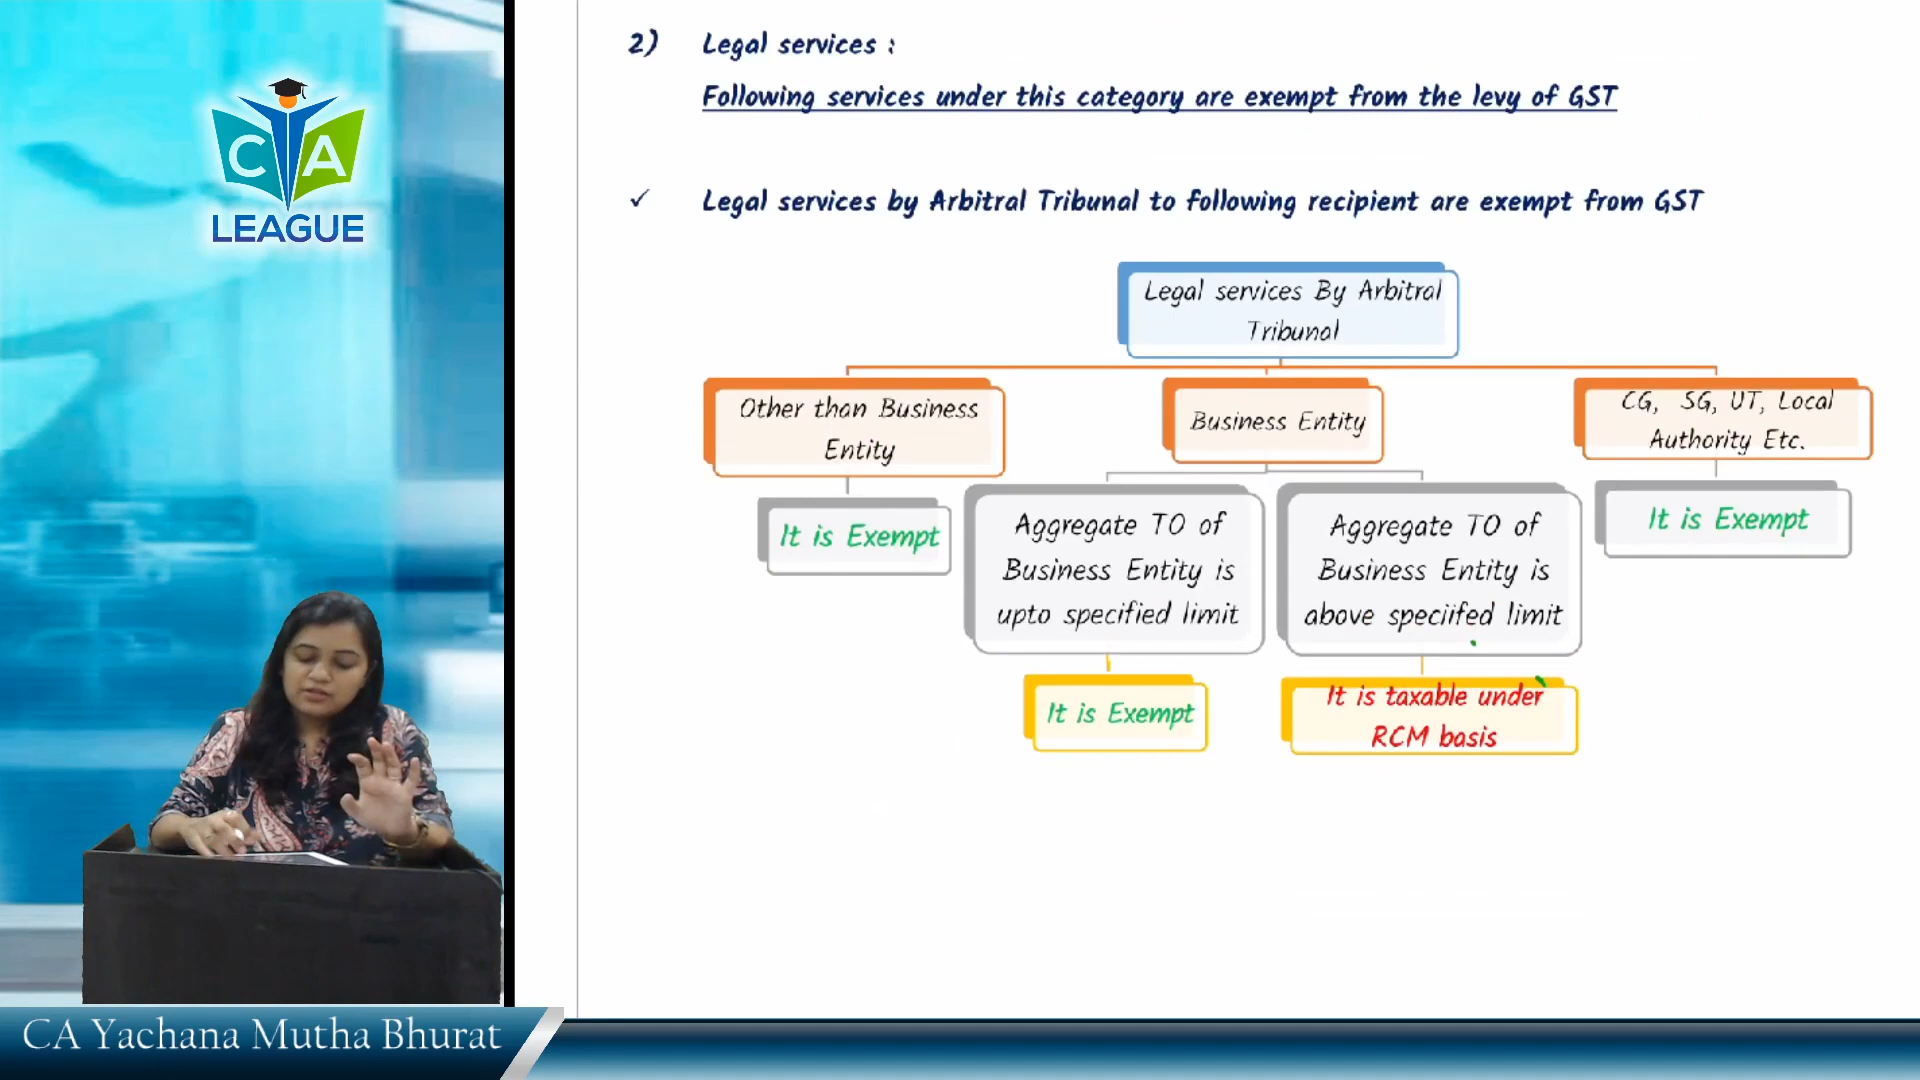 C A
LEAGUE
2) Legal services :
Following services under this category are exempt from the levy of GST
✓ Legal services by Arbitral Tribunal to following recipient are exempt from GST
Legal services By Arbitral
Tribunal
Other than Business
Entity
Business Entity
CG, SG, UT, Local
Authority Etc.
It is Exempt
Aggregate TO of
Business Entity is
upto specified limit
Aggregate TO of
Business Entity is
above speciifed limit
It is Exempt
It is Exempt
It is taxable under
RCM basis
CA Yachana Mutha Bhurat